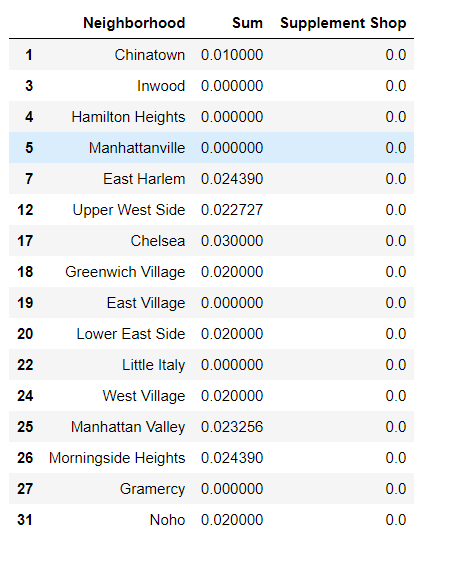 Neighborhood Sum Supplement Shop
1 Chinatown 0.010000 0.0
3 Inwood 0.000000 0.0
4 Hamilton Heights 0.000000 0.0
5 Manhattanville 0.000000 0.0
7 East Harlem 0.024390 0.0
12 Upper West Side 0.022727 0.0
17 Chelsea 0.030000 0.0
18 Greenwich Village 0.020000 0.0
19 East Village 0.000000 0.0
20 Lower East Side 0.020000 0.0
22 Little Italy 0.000000 0.0
24 West Village 0.020000 0.0
25 Manhattan Valley 0.023256 0.0
26 Morningside Heights 0.024390 0.0
27 Gramercy 0.000000 0.0
31 Noho 0.020000 0.0